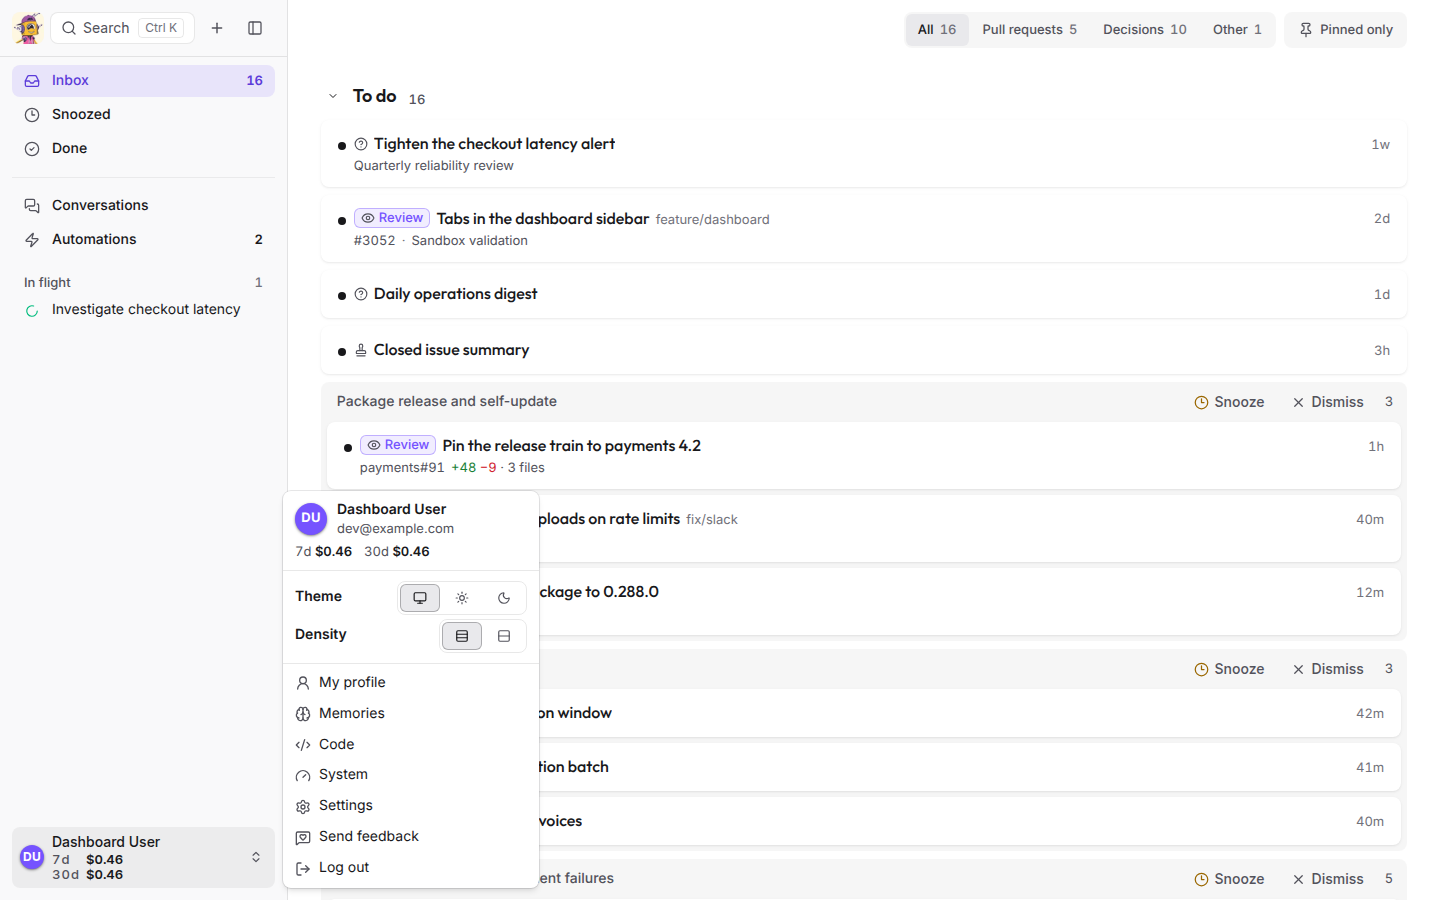 Search Ctrl K
Inbox 16
Snoozed
Done
Conversations
Automations 2
In flight 1
Investigate checkout latency
Dashboard User
DU
7d $0.46
30d $0.46
All 16 Pull requests 5 Decisions 10 Other 1 Pinned only
To do 16
Tighten the checkout latency alert 1w
Quarterly reliability review
Review Tabs in the dashboard sidebar feature/dashboard 2d
#3052 · Sandbox validation
Daily operations digest 1d
Closed issue summary 3h
Package release and self-update Snooze Dismiss 3
Review Pin the release train to payments 4.2 1h
payments#91 +48 −9 · 3 files
ploads on rate limits fix/slack 40m
ckage to 0.288.0 12m
Snooze Dismiss 3
on window 42m
tion batch 41m
voices 40m
ent failures Snooze Dismiss 5
DU
Dashboard User
dev@example.com
7d $0.46 30d $0.46
Theme
Density
My profile
Memories
Code
System
Settings
Send feedback
Log out